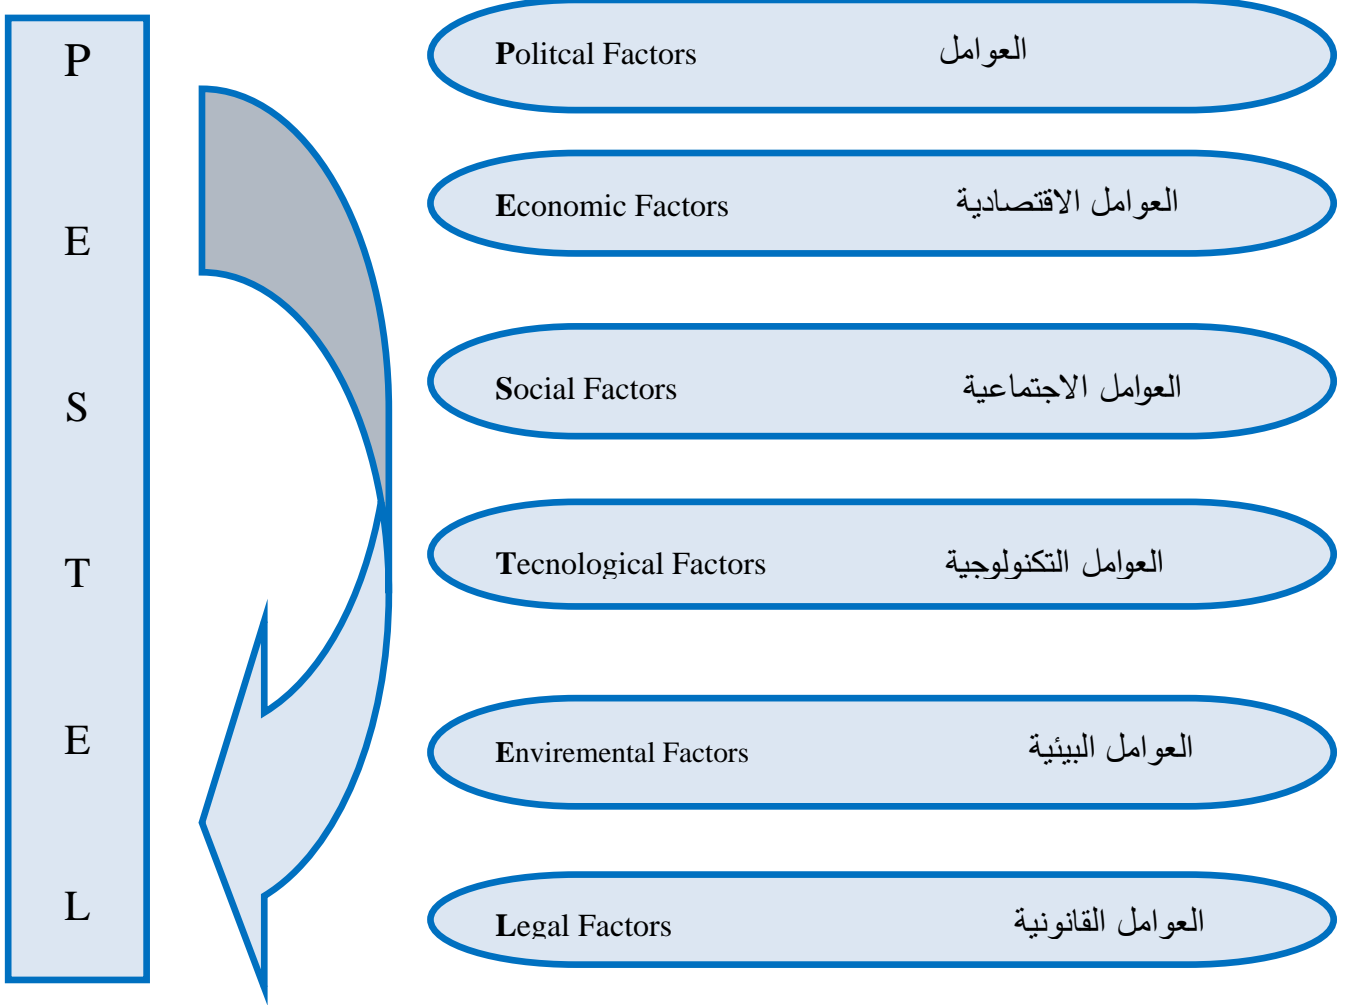 P
E
S
T
E
L
Politcal Factors العوامل
Economic Factors العوامل الاقتصادية
Social Factors العوامل الاجتماعية
Tecnological Factors العوامل التكنولوجية
Enviremental Factors العوامل البيئية
Legal Factors العوامل القانونية